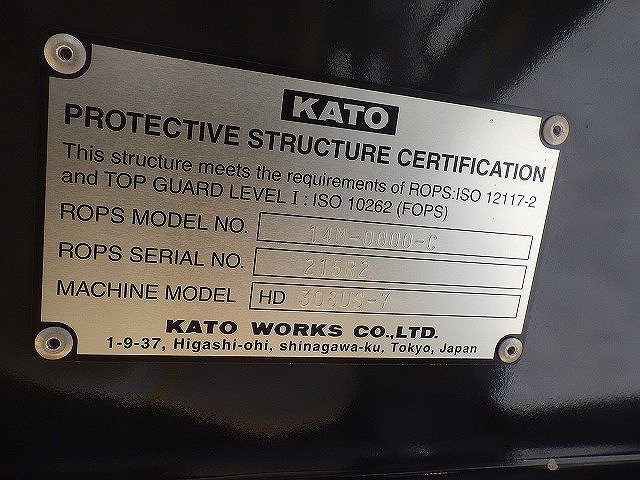 KATO
PROTECTIVE STRUCTURE CERTIFICATION
This structure meets the requirements of ROPS:ISO 12117-2
and TOP GUARD LEVEL I : ISO 10262 (FOPS)
ROPS MODEL NO.
ROPS SERIAL NO.
MACHINE MODEL HD 308US-7
KATO WORKS CO.,LTD.
1-9-37, Higashi-ohi, shinagawa-ku, Tokyo, Japan